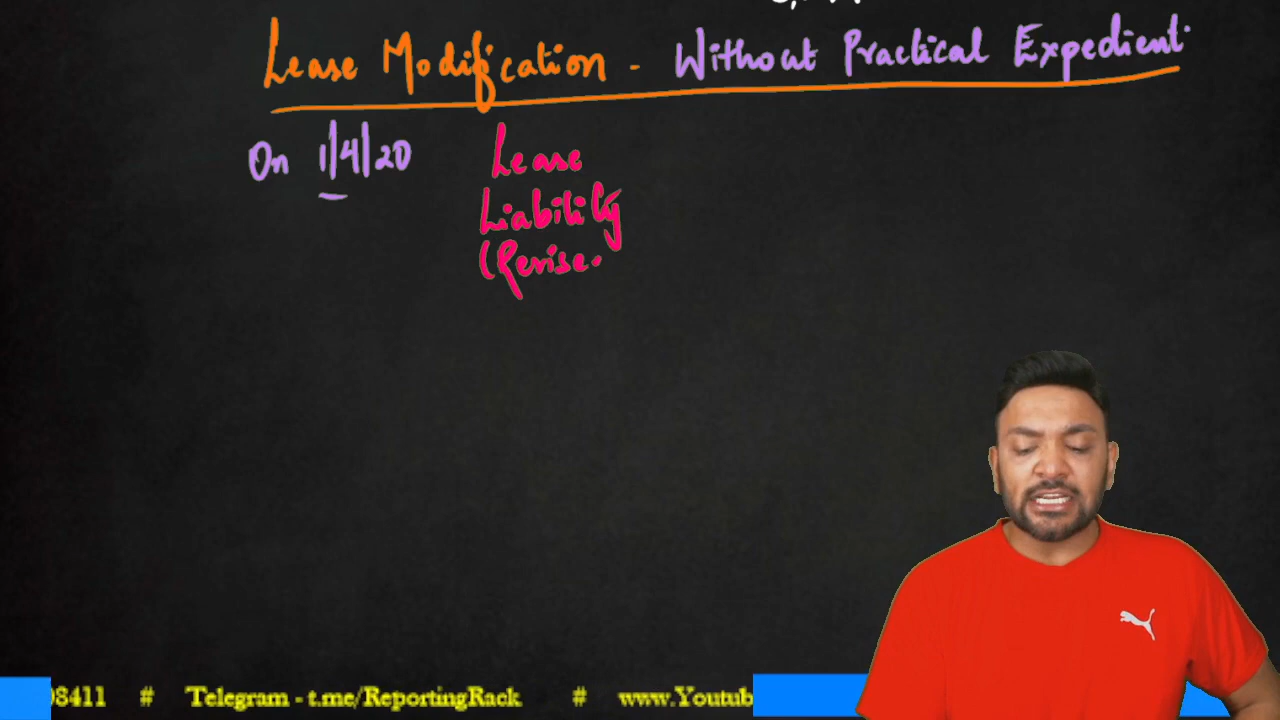 Lease Modification - Without Practical Expedient.
On 1/4/20
Lease
Liability
(Revise.
08411 # Telegram - t.me/ReportingRack # www.Youtub